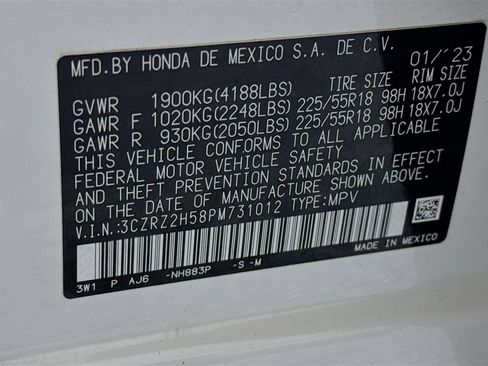 MFD.BY HONDA DE MEXICO S.A. DE C.V. 01/'23
TIRE SIZE RIM SIZE
GVWR 1900KG(4188LBS)
GAWR F 1020KG(2248LBS) 225/55R18 98H 18X7.0J
GAWR R 930KG(2050LBS) 225/55R18 98H 18X7.0J
THIS VEHICLE CONFORMS TO ALL APPLICABLE
FEDERAL MOTOR VEHICLE SAFETY
AND THEFT PREVENTION STANDARDS IN EFFECT
ON THE DATE OF MANUFACTURE SHOWN ABOVE.
V.I.N.:3CZRZ2H58PM731012 TYPE:MPV
MADE IN MEXICO
3W1 P AJ6 -NH883P -S -M